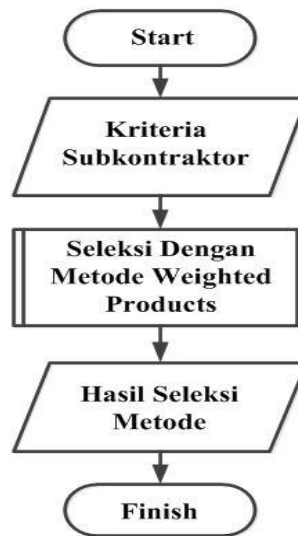 Start
Kriteria
Subkontraktor
Seleksi Dengan
Metode Weighted
Products
Hasil Seleksi
Metode
Finish